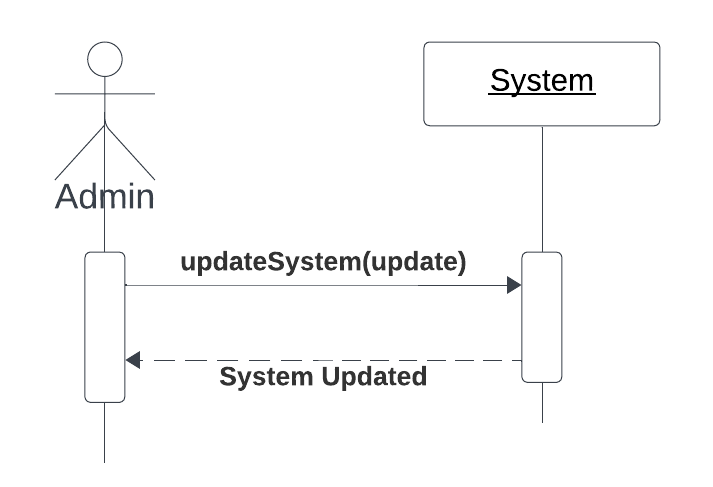 System
Admin
updateSystem(update)
System Updated